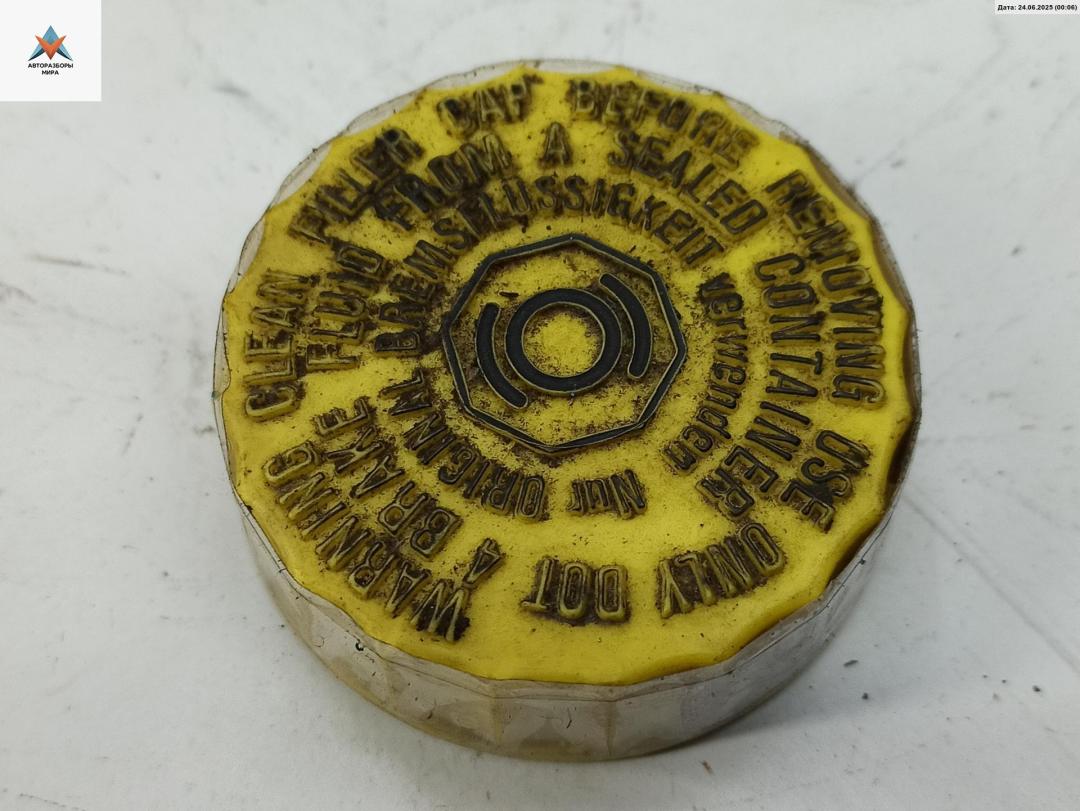 АВТОРАЗБОРЫ
МИРА
Дата: 24.06.2025 (00:06)
WARNING CLEAN FILLER CAP BEFORE REMOVING USE ONLY DOT
4 BRAKE FLUID FROM A SEALED CONTAINER
Nur ORIGINAL BREMSFLÜSSIGKEIT verwenden